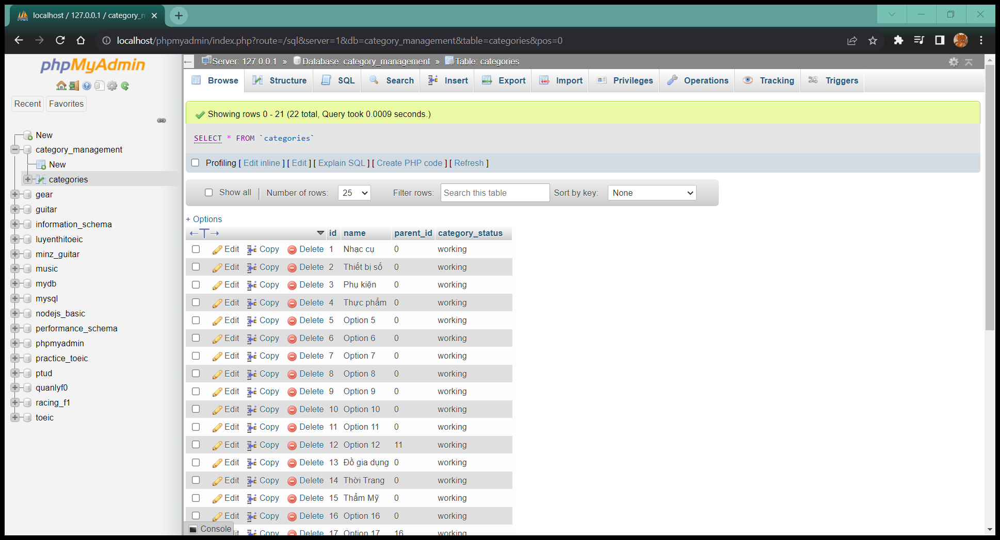 localhost / 127.0.0.1 / category_m
localhost/phpmyadmin/index.php?route=/sql&server=1&db=category_management&table=categories&pos=0
phpMyAdmin
Recent Favorites
New
category_management
New
categories
gear
guitar
information_schema
luyenthitoeic
minz_guitar
music
mydb
mysql
nodejs_basic
performance_schema
phpmyadmin
practice_toeic
ptud
quanlyf0
racing_f1
toeic
Server: 127.0.0.1 » Database: category_management » Table: categories
Browse Structure SQL Search Insert Export Import Privileges Operations Tracking Triggers
Showing rows 0 - 21 (22 total, Query took 0.0009 seconds.)
SELECT * FROM `categories`
Profiling [ Edit inline ] [ Edit ] [ Explain SQL ] [ Create PHP code ] [ Refresh ]
Show all | Number of rows: 25 Filter rows: Search this table Sort by key: None
+ Options
←T→ id name parent_id category_status
Edit Copy Delete 1 Nhạc cụ 0 working
Edit Copy Delete 2 Thiết bị số 0 working
Edit Copy Delete 3 Phụ kiện 0 working
Edit Copy Delete 4 Thực phẩm 0 working
Edit Copy Delete 5 Option 5 0 working
Edit Copy Delete 6 Option 6 0 working
Edit Copy Delete 7 Option 7 0 working
Edit Copy Delete 8 Option 8 0 working
Edit Copy Delete 9 Option 9 0 working
Edit Copy Delete 10 Option 10 0 working
Edit Copy Delete 11 Option 11 0 working
Edit Copy Delete 12 Option 12 11 working
Edit Copy Delete 13 Đồ gia dụng 0 working
Edit Copy Delete 14 Thời Trang 0 working
Edit Copy Delete 15 Thẩm Mỹ 0 working
Edit Copy Delete 16 Option 16 0 working
Copy Delete 17 Option 17 16 working
Console